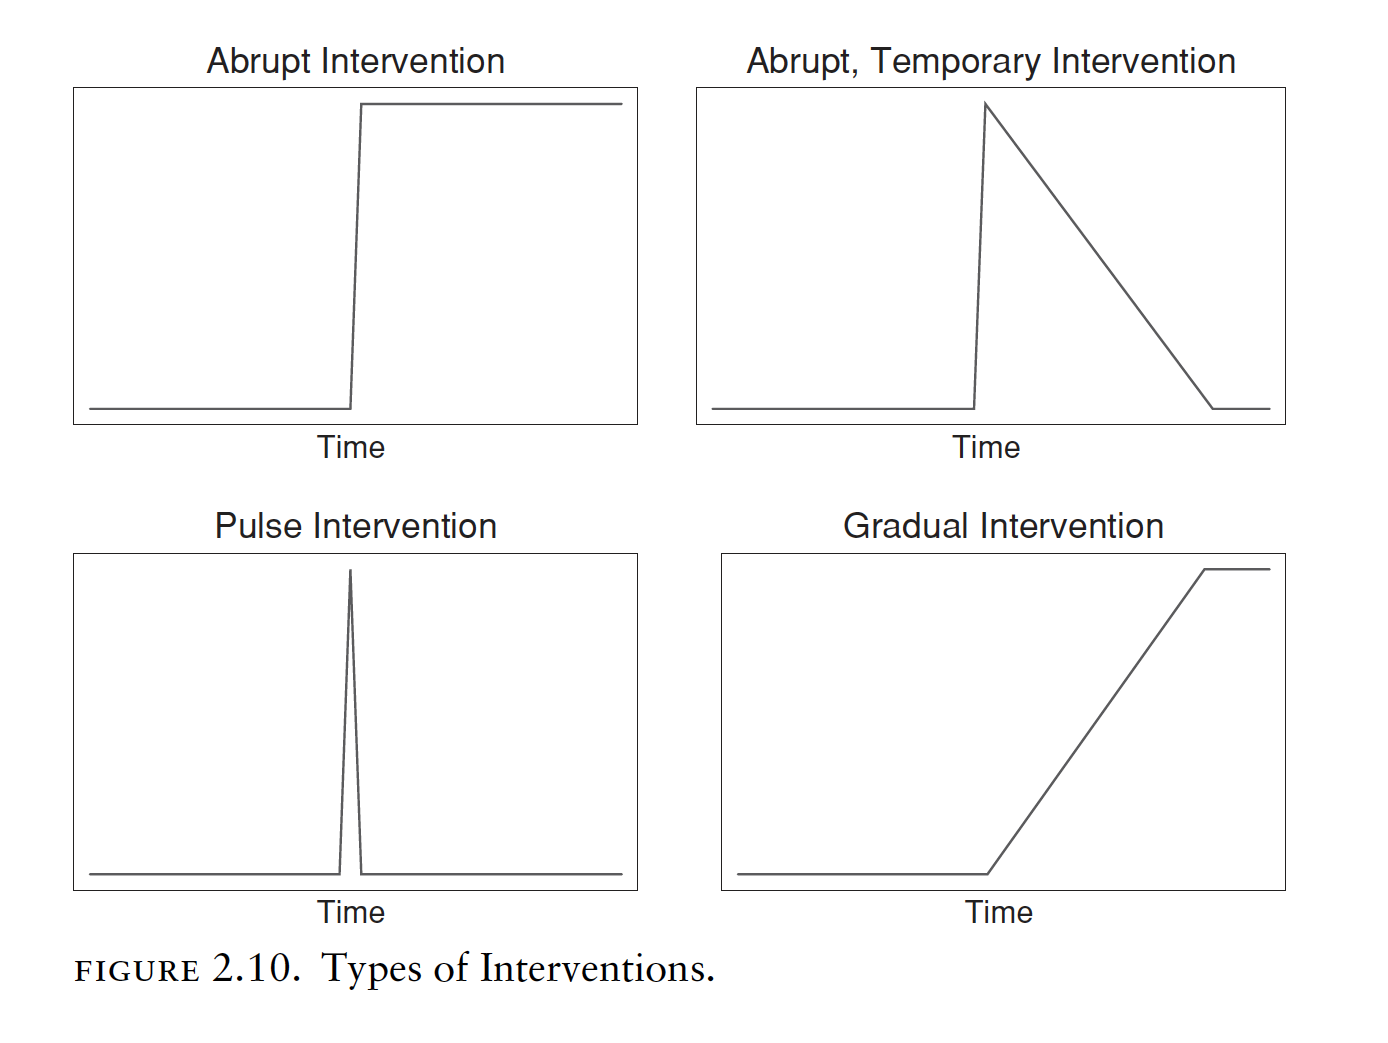 Abrupt Intervention
Abrupt, Temporary Intervention
Time
Time
Pulse Intervention
Gradual Intervention
Time
Time
FIGURE 2.10. Types of Interventions.